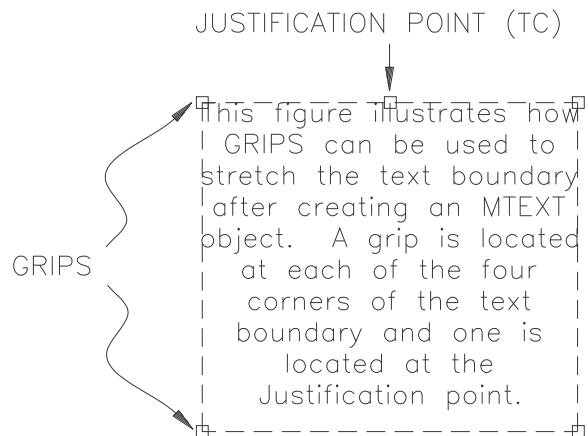 JUSTIFICATION POINT (TC)
This figure illustrates how
GRIPS can be used to
stretch the text boundary
after creating an MTEXT
object.  A grip is located
at each of the four
corners of the text
boundary and one is
located at the
Justification point.
GRIPS